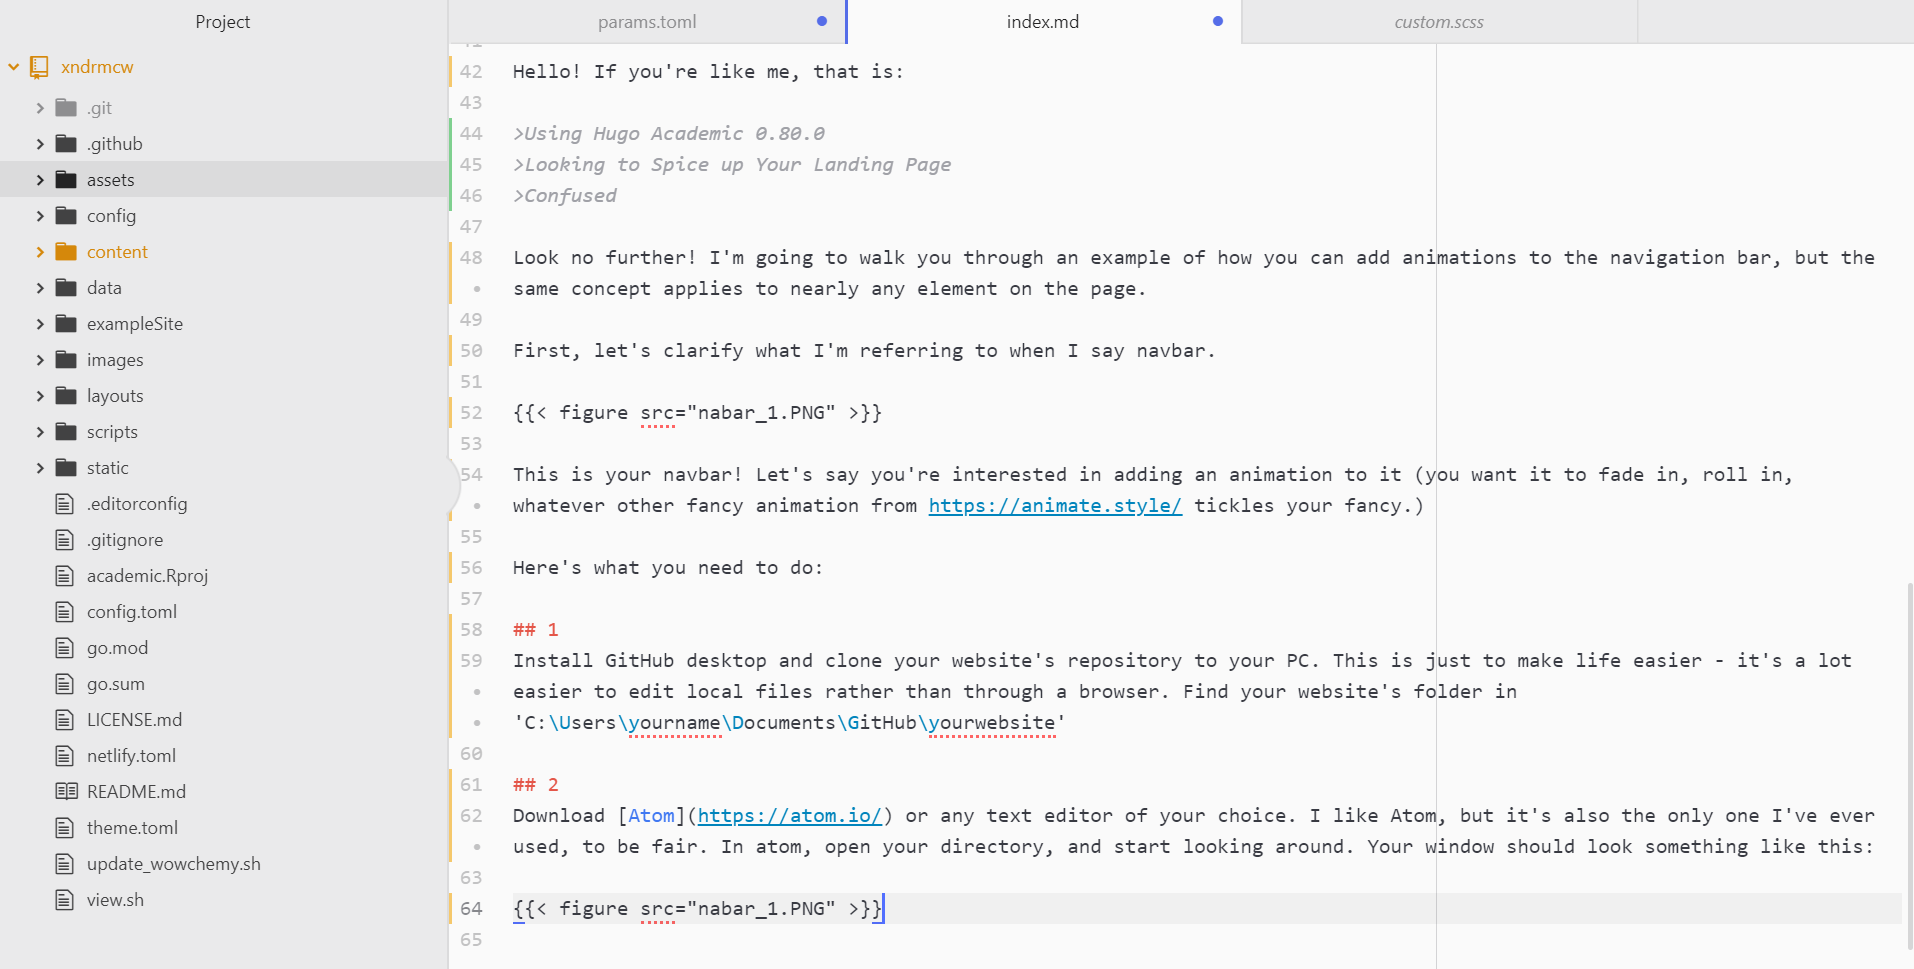 Project
xndrmcw
.git
.github
assets
config
content
data
exampleSite
images
layouts
scripts
static
.editorconfig
.gitignore
academic.Rproj
config.toml
go.mod
go.sum
LICENSE.md
netlify.toml
README.md
theme.toml
update_wowchemy.sh
view.sh
params.toml
index.md
custom.scss
41
42 Hello! If you're like me, that is:
43
44 >Using Hugo Academic 0.80.0
45 >Looking to Spice up Your Landing Page
46 >Confused
47
48 Look no further! I'm going to walk you through an example of how you can add animations to the navigation bar, but the
• same concept applies to nearly any element on the page.
49
50 First, let's clarify what I'm referring to when I say navbar.
51
52 {{< figure src="nabar_1.PNG" >}}
53
54 This is your navbar! Let's say you're interested in adding an animation to it (you want it to fade in, roll in,
• whatever other fancy animation from https://animate.style/ tickles your fancy.)
55
56 Here's what you need to do:
57
58 ## 1
59 Install GitHub desktop and clone your website's repository to your PC. This is just to make life easier - it's a lot
• easier to edit local files rather than through a browser. Find your website's folder in
• 'C:\Users\yourname\Documents\GitHub\yourwebsite'
60
61 ## 2
62 Download [Atom](https://atom.io/) or any text editor of your choice. I like Atom, but it's also the only one I've ever
• used, to be fair. In atom, open your directory, and start looking around. Your window should look something like this:
63
64 {{< figure src="nabar_1.PNG" >}}
65